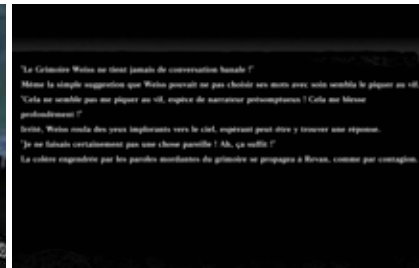 "Le Grimoire Weiss ne tient jamais de conversation banale !"
Même la simple suggestion que Weiss pouvait ne pas choisir ses mots avec soin sembla le piquer au vif.
"Cela ne semble pas me piquer au vif, espèce de narrateur présomptueux ! Cela me blesse
profondément !"
Irrité, Weiss roula des yeux implorants vers le ciel, espérant peut-être y trouver une réponse.
"Je ne faisais certainement pas une chose pareille ! Ah, ça suffit !"
La colère engendrée par les paroles mordantes du grimoire se propagea à Revan, comme par contagion.